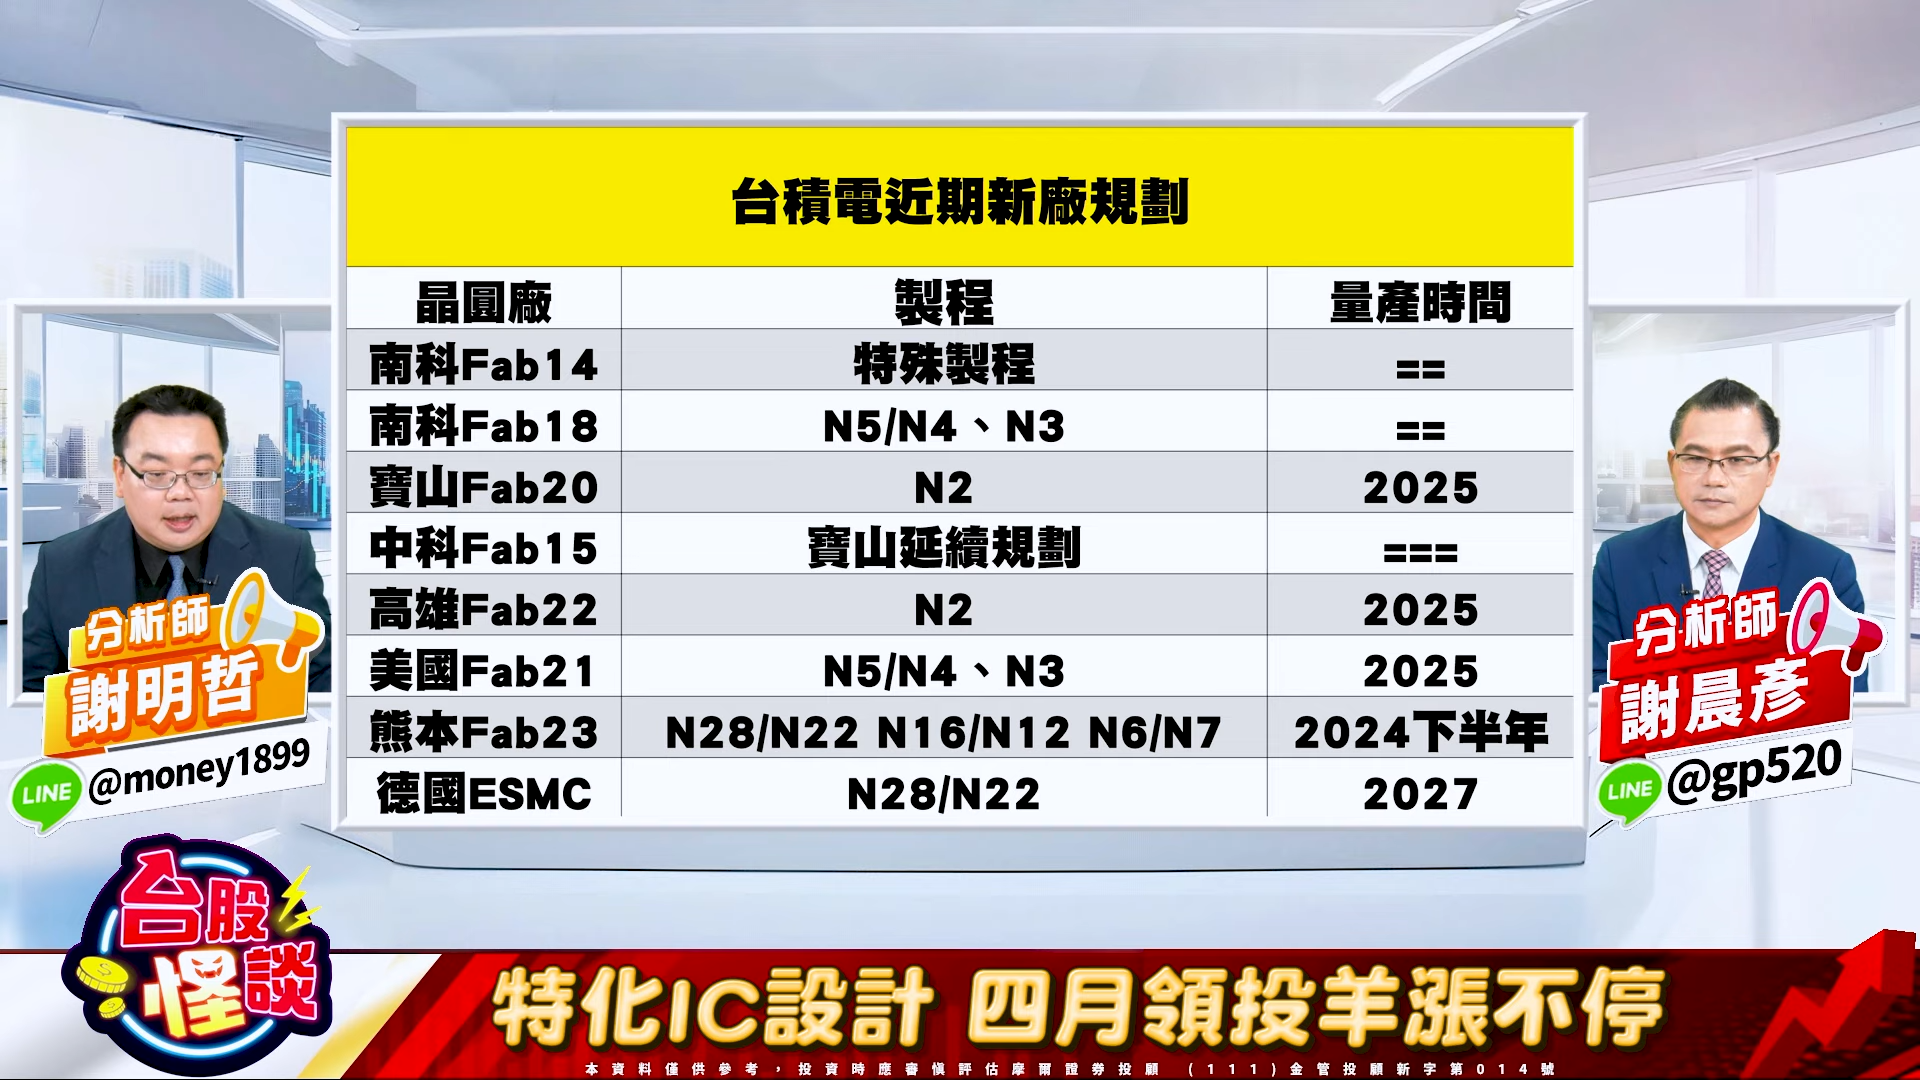 台積電近期新廠規劃
晶圓廠 製程 量產時間
南科Fab14 特殊製程 ==
南科Fab18 N5/N4、N3 ==
寶山Fab20 N2 2025
中科Fab15 寶山延續規劃 ===
高雄Fab22 N2 2025
美國Fab21 N5/N4、N3 2025
熊本Fab23 N28/N22 N16/N12 N6/N7 2024下半年
德國ESMC N28/N22 2027
分析師
謝明哲
LINE @money1899
分析師
謝晨彥
LINE @gp520
台股
怪談
特化IC設計 四月領投羊漲不停
本資料僅供參考，投資時應審慎評估摩爾證券投顧 (111)金管投顧新字第014號